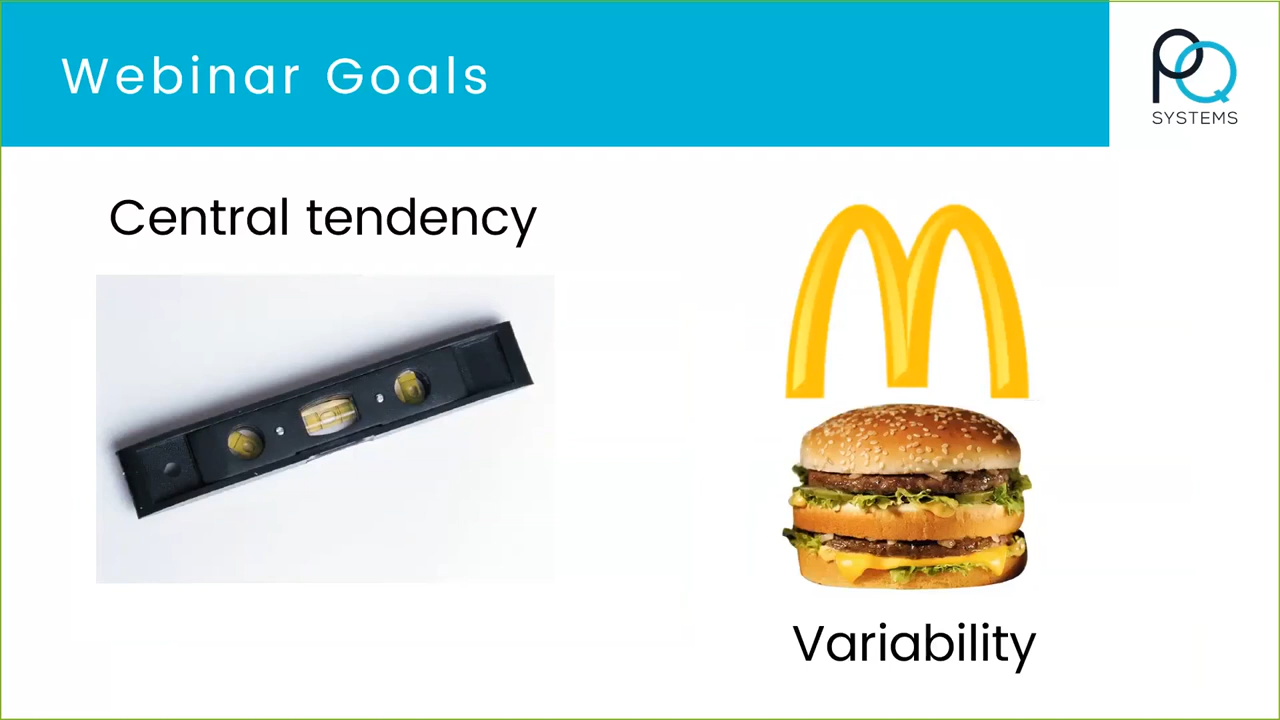 Webinar Goals
PQ
SYSTEMS
Central tendency
Variability